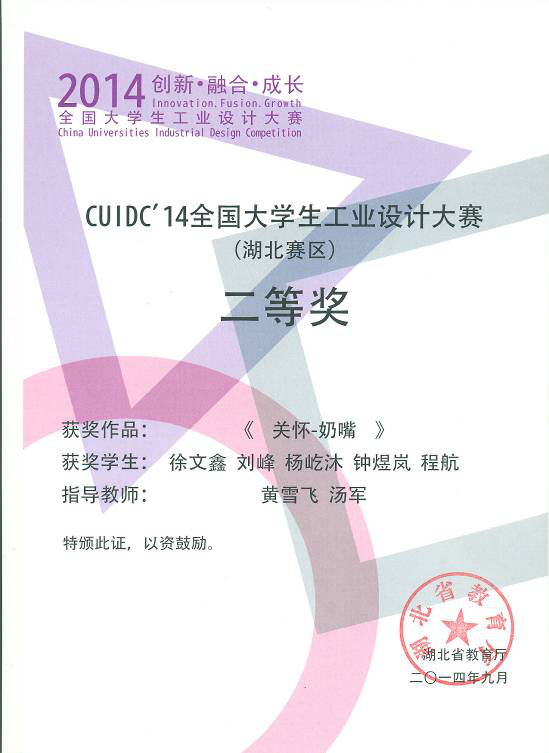 2014 创新·融合·成长
Innovation.Fusion.Growth
全国大学生工业设计大赛
China Universities Industrial Design Competition
CUIDC'14全国大学生工业设计大赛
(湖北赛区)
二等奖
获奖作品: 《 关怀-奶嘴 》
获奖学生: 徐文鑫 刘峰 杨屹沐 钟煜岚 程航
指导教师: 黄雪飞 汤军
特颁此证，以资鼓励。
湖北省教育厅
湖北省教育厅
二〇一四年九月